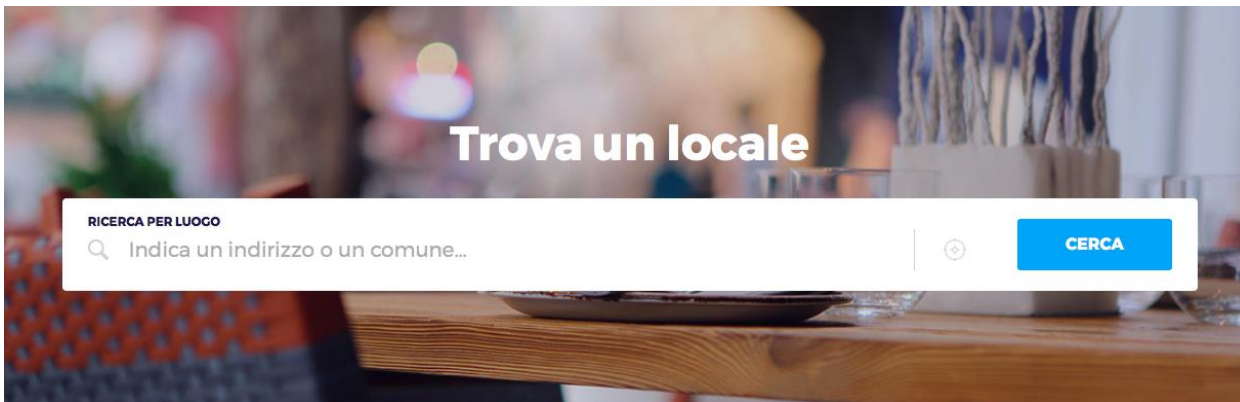 Trova un locale
RICERCA PER LUOGO
Indica un indirizzo o un comune...
CERCA